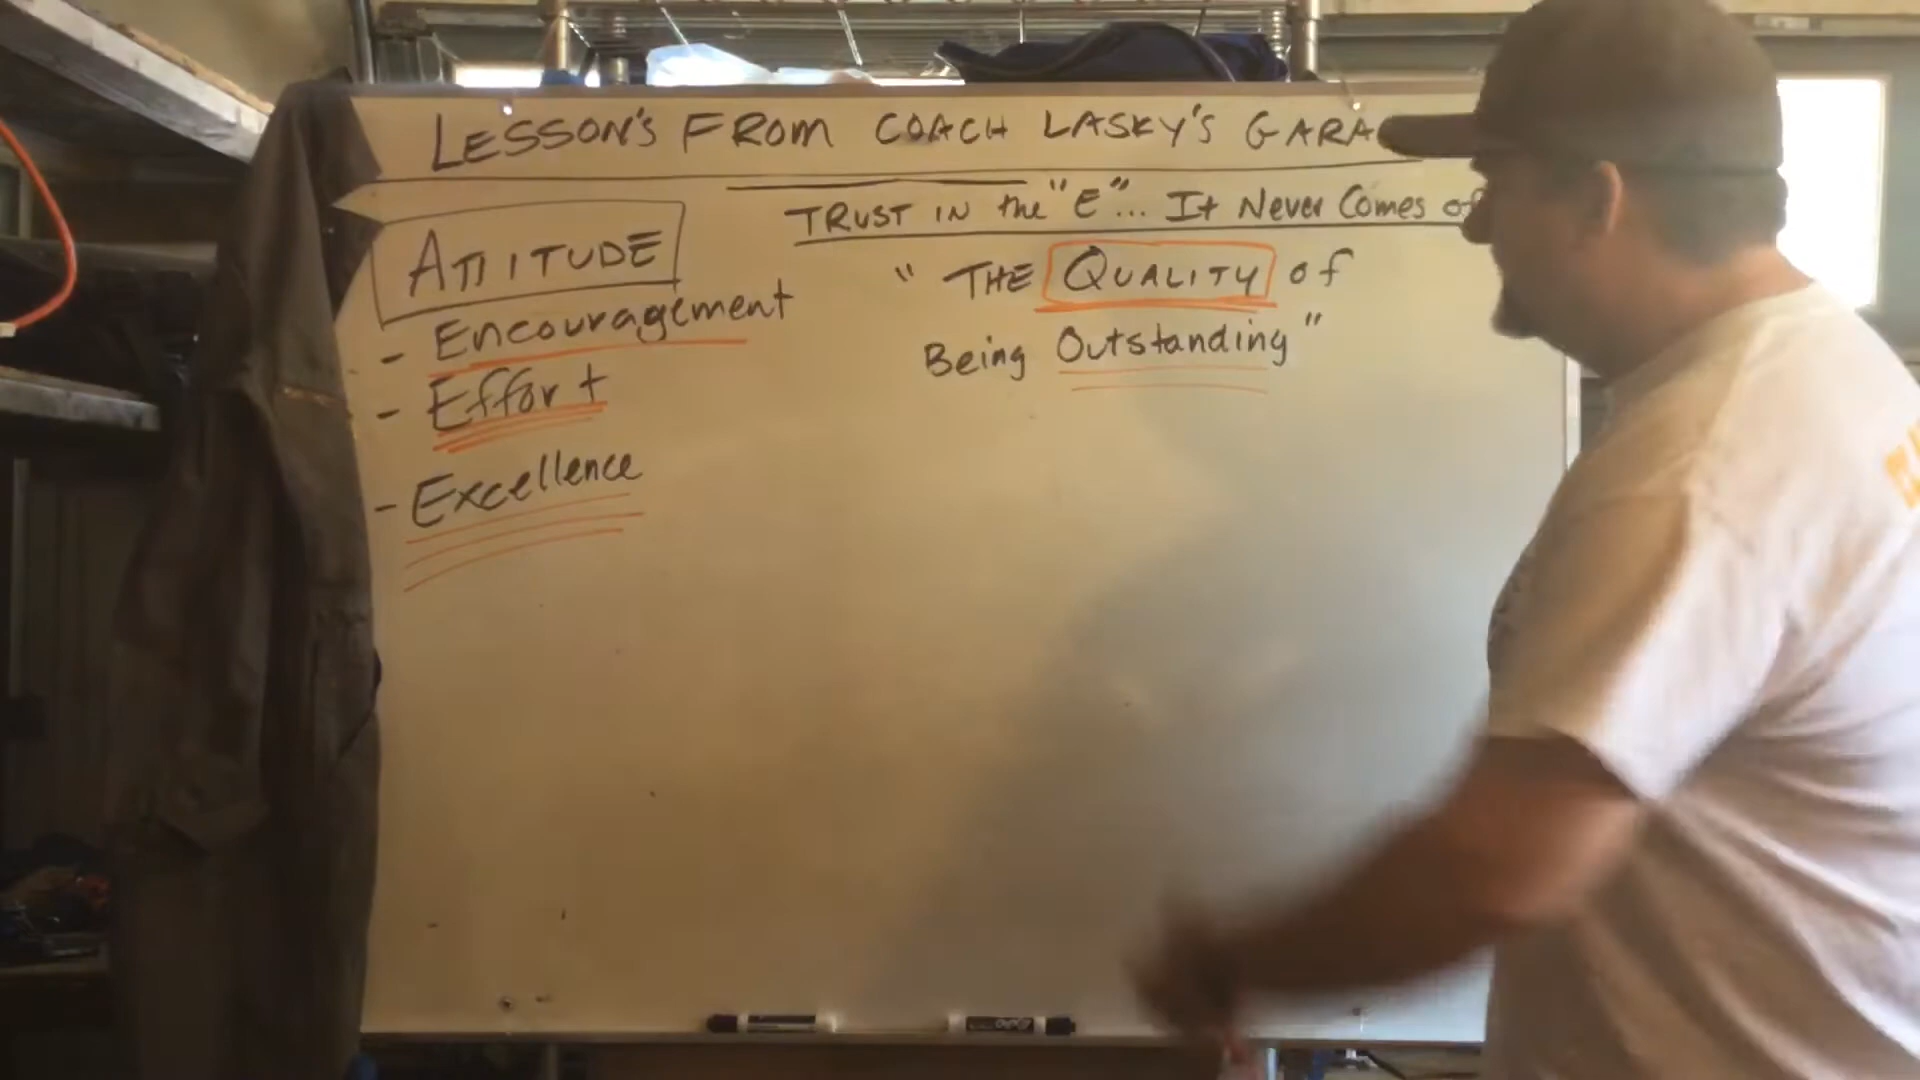 LESSON'S FROM COACH LASKY'S GARA
TRUST IN the "E"... It Never Comes of
ATTITUDE
- Encouragement
- Effort
- Excellence
" THE QUALITY of
Being Outstanding"
EXPO